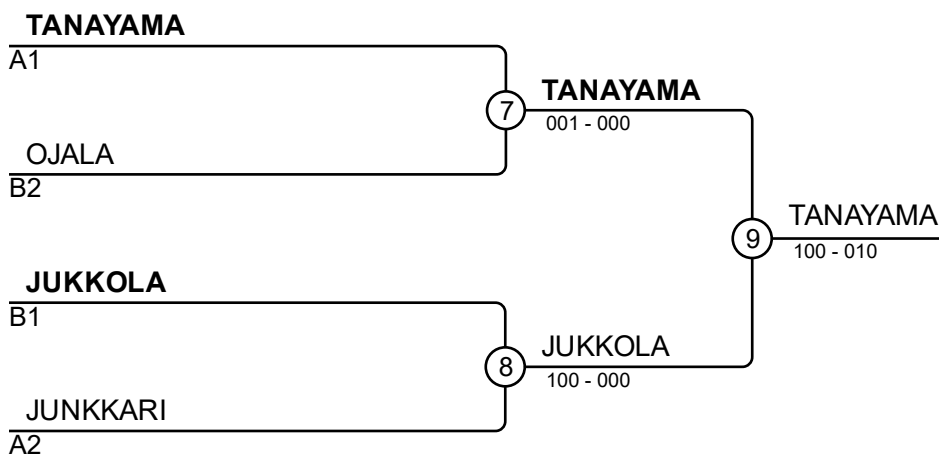 TANAYAMA
A1
7
TANAYAMA
001 - 000
OJALA
B2
9
TANAYAMA
100 - 010
JUKKOLA
B1
8
JUKKOLA
100 - 000
JUNKKARI
A2